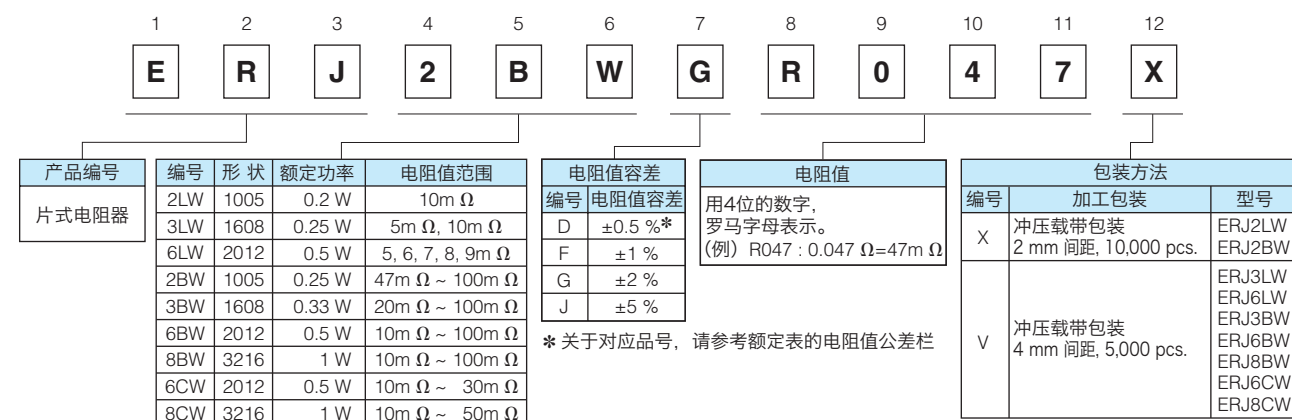 1 2 3 4 5 6 7 8 9 10 11 12
E R J 2 B W G R 0 4 7 X
产品编号
片式电阻器
编号 形 状 额定功率 电阻值范围
2LW 1005 0.2 W 10m Ω
3LW 1608 0.25 W 5m Ω, 10m Ω
6LW 2012 0.5 W 5, 6, 7, 8, 9m Ω
2BW 1005 0.25 W 47m Ω ~ 100m Ω
3BW 1608 0.33 W 20m Ω ~ 100m Ω
6BW 2012 0.5 W 10m Ω ~ 100m Ω
8BW 3216 1 W 10m Ω ~ 100m Ω
6CW 2012 0.5 W 10m Ω ~ 30m Ω
8CW 3216 1 W 10m Ω ~ 50m Ω
电阻值容差
编号 电阻值容差
D ±0.5 %*
F ±1 %
G ±2 %
J ±5 %
* 关于对应品号，请参考额定表的电阻值公差栏
电阻值
用4位的数字,
罗马字母表示。
(例) R047 : 0.047 Ω=47m Ω
包装方法
编号 加工包装 型号
X
冲压载带包装
2 mm 间距, 10,000 pcs.
ERJ2LW
ERJ2BW
V
冲压载带包装
4 mm 间距, 5,000 pcs.
ERJ3LW
ERJ6LW
ERJ3BW
ERJ6BW
ERJ8BW
ERJ6CW
ERJ8CW